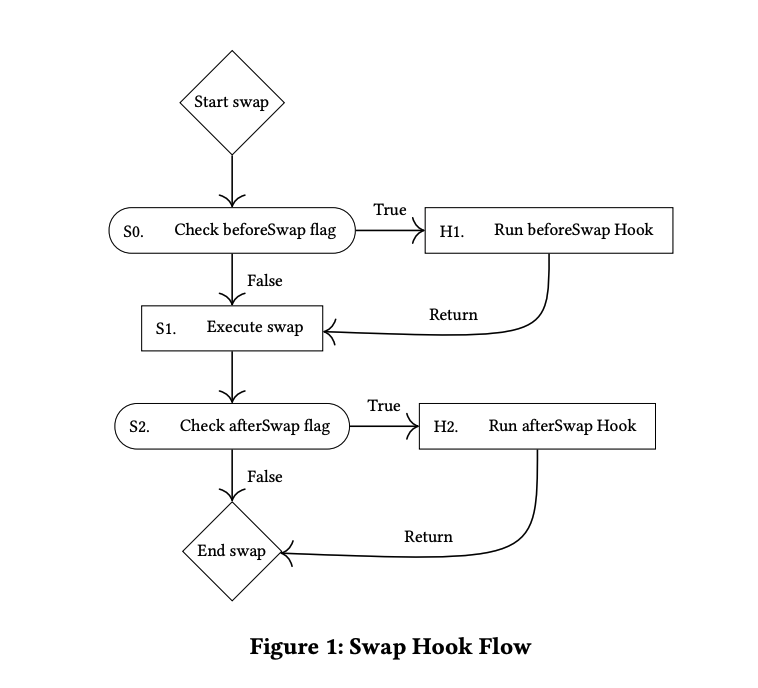 Start swap
S0. Check beforeSwap flag
True
H1. Run beforeSwap Hook
False
Return
S1. Execute swap
S2. Check afterSwap flag
True
H2. Run afterSwap Hook
False
Return
End swap
Figure 1: Swap Hook Flow